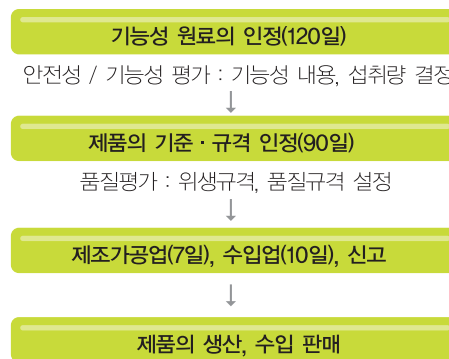 기능성 원료의 인정(120일)
안전성 / 기능성 평가 : 기능성 내용, 섭취량 결정
제품의 기준 · 규격 인정(90일)
품질평가 : 위생규격, 품질규격 설정
제조가공업(7일), 수입업(10일), 신고
제품의 생산, 수입 판매